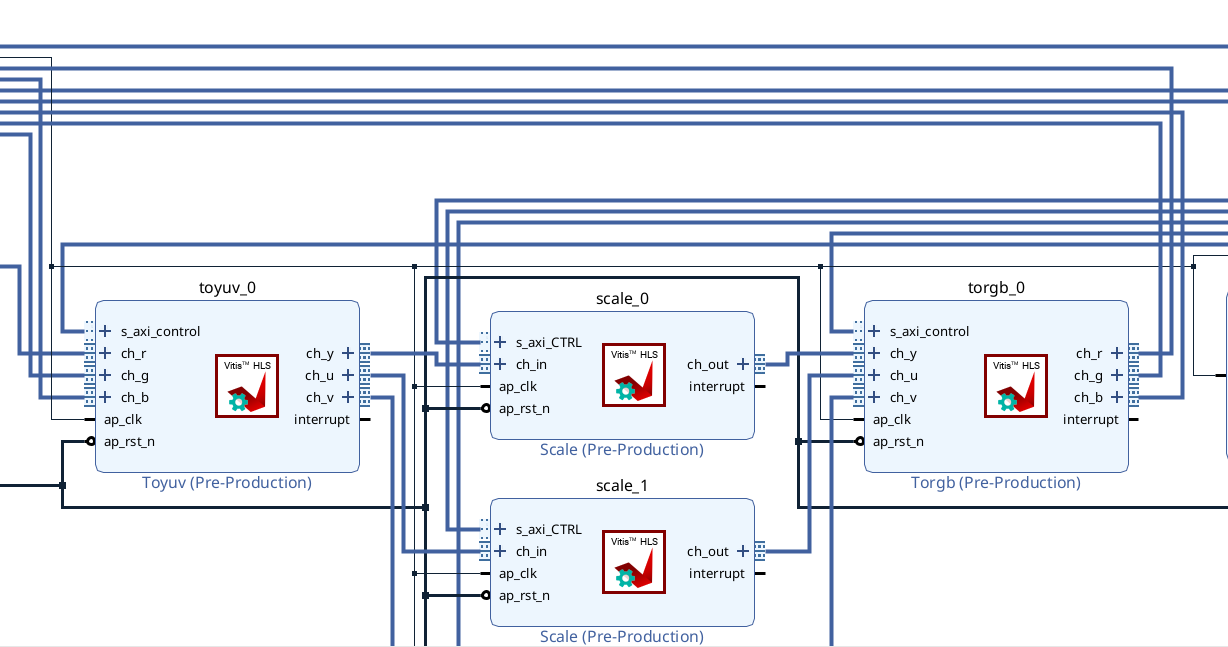 toyuv_0
s_axi_control
ch_r
ch_g
ch_b
ap_clk
ap_rst_n
Vitis™ HLS
ch_y
ch_u
ch_v
interrupt
Toyuv (Pre-Production)
scale_0
s_axi_CTRL
ch_in
ap_clk
ap_rst_n
Vitis™ HLS
ch_out
interrupt
Scale (Pre-Production)
scale_1
s_axi_CTRL
ch_in
ap_clk
ap_rst_n
Vitis™ HLS
ch_out
interrupt
Scale (Pre-Production)
torgb_0
s_axi_control
ch_y
ch_u
ch_v
ap_clk
ap_rst_n
Vitis™ HLS
ch_r
ch_g
ch_b
interrupt
Torgb (Pre-Production)